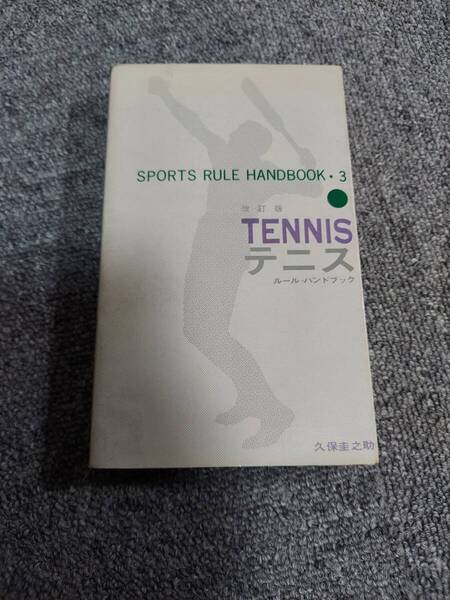 SPORTS RULE HANDBOOK・3
改訂版
TENNIS
テニス
ルール・ハンドブック
久保圭之助